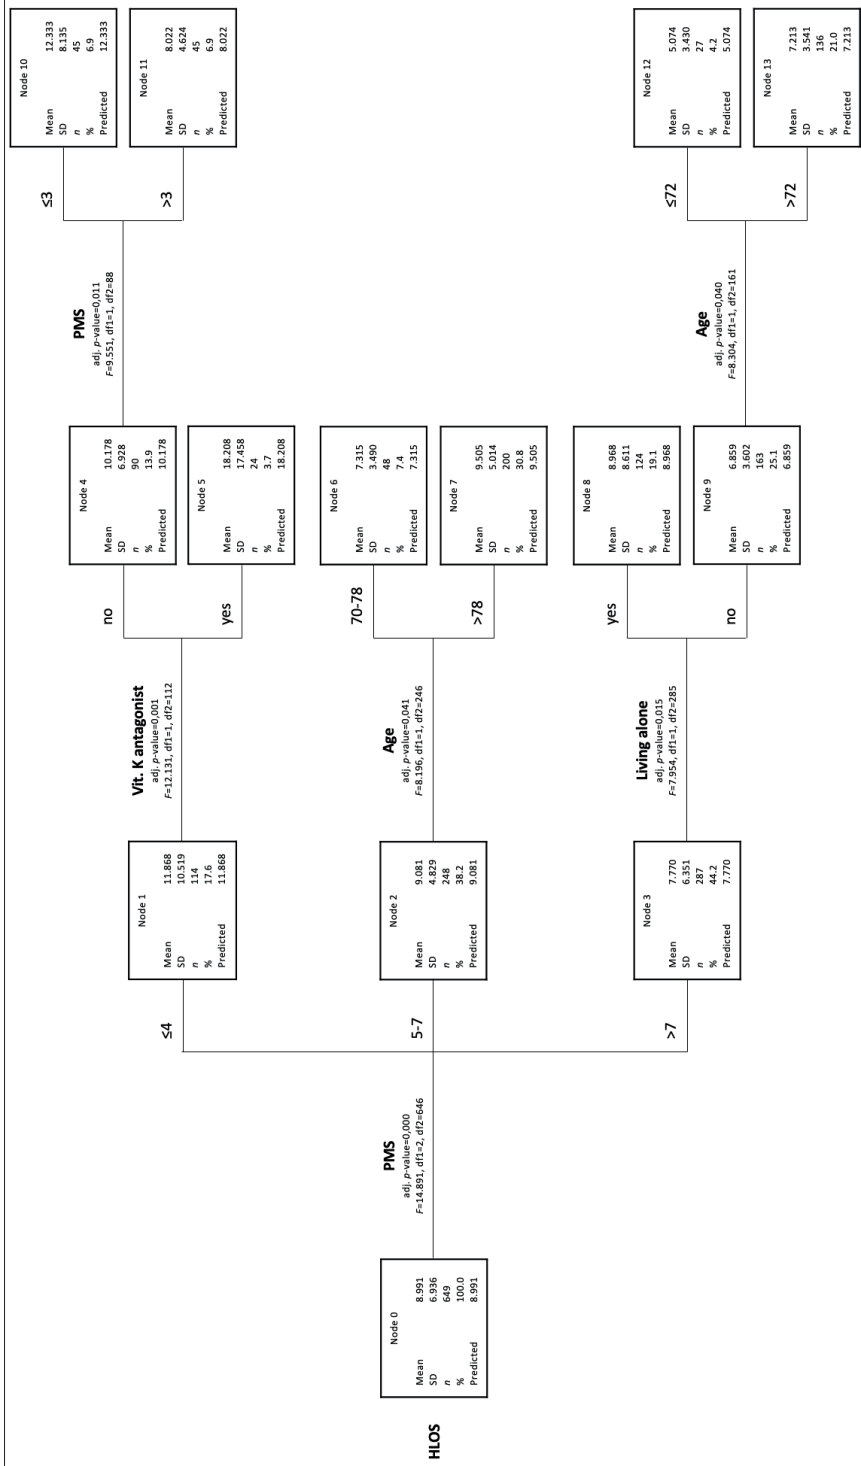 HLOS
Node 0
Mean 8.991
SD 6.936
n 649
% 100.0
Predicted 8.991
PMS
adj. p-value=0,000
F=14.891, df1=2, df2=646
≤4
5-7
>7
Node 1
Mean 11.868
SD 10.519
n 114
% 17.6
Predicted 11.868
Node 2
Mean 9.081
SD 4.829
n 248
% 38.2
Predicted 9.081
Node 3
Mean 7.770
SD 6.351
n 287
% 44.2
Predicted 7.770
Vit. K antagonist
adj. p-value=0,001
F=12.131, df1=1, df2=112
no
yes
Age
adj. p-value=0,041
F=8.196, df1=1, df2=246
70-78
>78
Living alone
adj. p-value=0,015
F=7.954, df1=1, df2=285
yes
no
Node 4
Mean 10.178
SD 6.928
n 90
% 13.9
Predicted 10.178
Node 5
Mean 18.208
SD 17.458
n 24
% 3.7
Predicted 18.208
Node 6
Mean 7.315
SD 3.490
n 48
% 7.4
Predicted 7.315
Node 7
Mean 9.505
SD 5.014
n 200
% 30.8
Predicted 9.505
Node 8
Mean 8.968
SD 8.611
n 124
% 19.1
Predicted 8.968
Node 9
Mean 6.859
SD 3.602
n 163
% 25.1
Predicted 6.859
PMS
adj. p-value=0,011
F=9.551, df1=1, df2=88
≤3
>3
Age
adj. p-value=0,040
F=8.304, df1=1, df2=161
≤72
>72
Node 10
Mean 12.333
SD 8.135
n 45
% 6.9
Predicted 12.333
Node 11
Mean 8.022
SD 4.624
n 45
% 6.9
Predicted 8.022
Node 12
Mean 5.074
SD 3.430
n 27
% 4.2
Predicted 5.074
Node 13
Mean 7.213
SD 3.541
n 136
% 21.0
Predicted 7.213